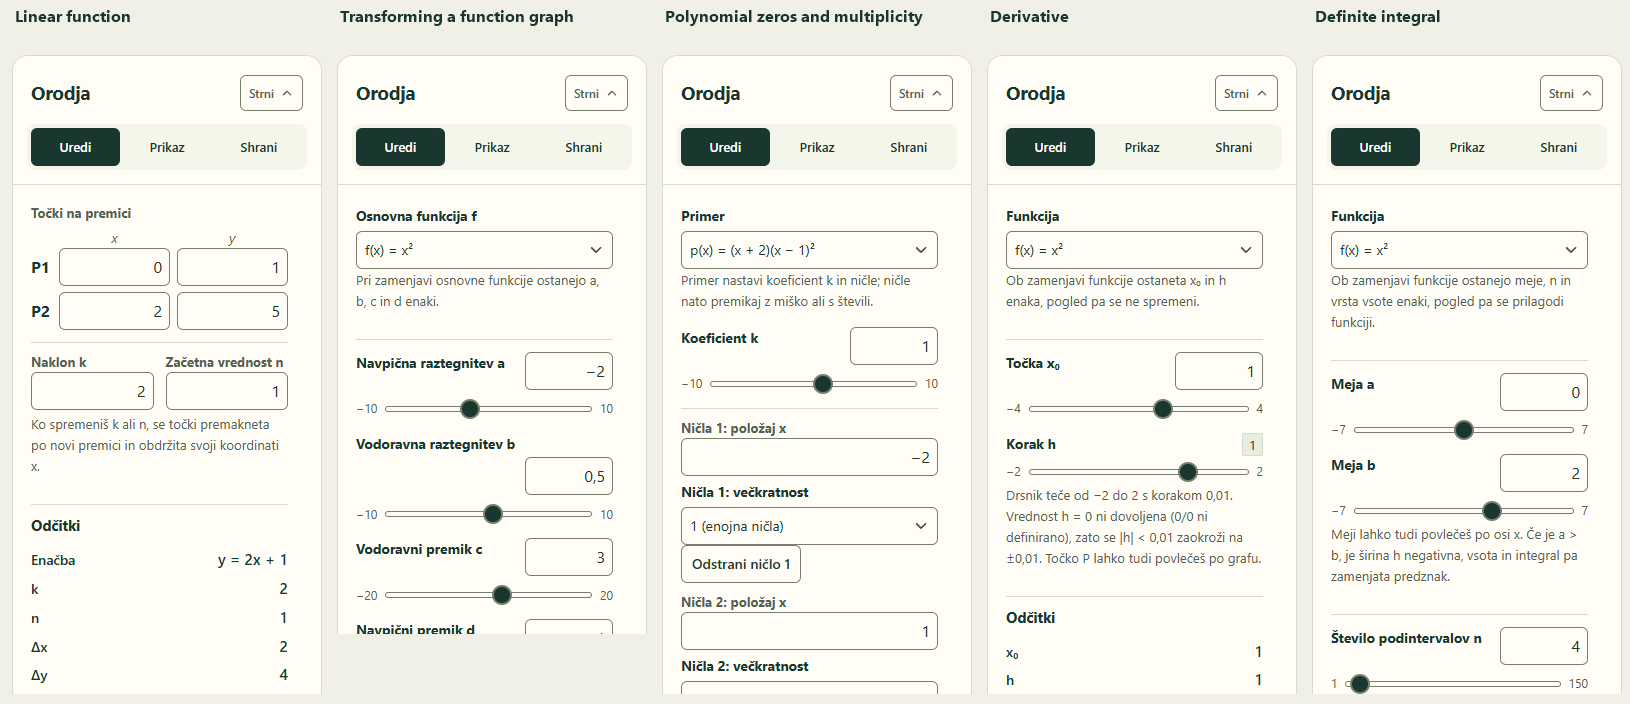 Linear function
Orodja
Strni
Uredi Prikaz Shrani
Točki na premici
x y
P1 0 1
P2 2 5
Naklon k Začetna vrednost n
2 1
Ko spremeniš k ali n, se točki premakneta
po novi premici in obdržita svoji koordinati
x.
Odčitki
Enačba y = 2x + 1
k 2
n 1
Δx 2
Δy 4
Transforming a function graph
Orodja
Strni
Uredi Prikaz Shrani
Osnovna funkcija f
f(x) = x²
Pri zamenjavi osnovne funkcije ostanejo a,
b, c in d enaki.
Navpična raztegnitev a −2
−10 10
Vodoravna raztegnitev b
0,5
−10 10
Vodoravni premik c 3
−20 20
Navpični premik d
Polynomial zeros and multiplicity
Orodja
Strni
Uredi Prikaz Shrani
Primer
p(x) = (x + 2)(x − 1)²
Primer nastavi koeficient k in ničle; ničle
nato premikaj z miško ali s števili.
Koeficient k 1
−10 10
Ničla 1: položaj x
−2
Ničla 1: večkratnost
1 (enojna ničla)
Odstrani ničlo 1
Ničla 2: položaj x
1
Ničla 2: večkratnost
Derivative
Orodja
Strni
Uredi Prikaz Shrani
Funkcija
f(x) = x²
Ob zamenjavi funkcije ostaneta x₀ in h
enaka, pogled pa se ne spremeni.
Točka x₀ 1
−4 4
Korak h 1
−2 2
Drsnik teče od −2 do 2 s korakom 0,01.
Vrednost h = 0 ni dovoljena (0/0 ni
definirano), zato se |h| < 0,01 zaokroži na
±0,01. Točko P lahko tudi povlečeš po grafu.
Odčitki
x₀ 1
h 1
Definite integral
Orodja
Strni
Uredi Prikaz Shrani
Funkcija
f(x) = x²
Ob zamenjavi funkcije ostanejo meje, n in
vrsta vsote enaki, pogled pa se prilagodi
funkciji.
Meja a 0
−7 7
Meja b 2
−7 7
Meji lahko tudi povlečeš po osi x. Če je a >
b, je širina h negativna, vsota in integral pa
zamenjata predznak.
Število podintervalov n 4
1 150